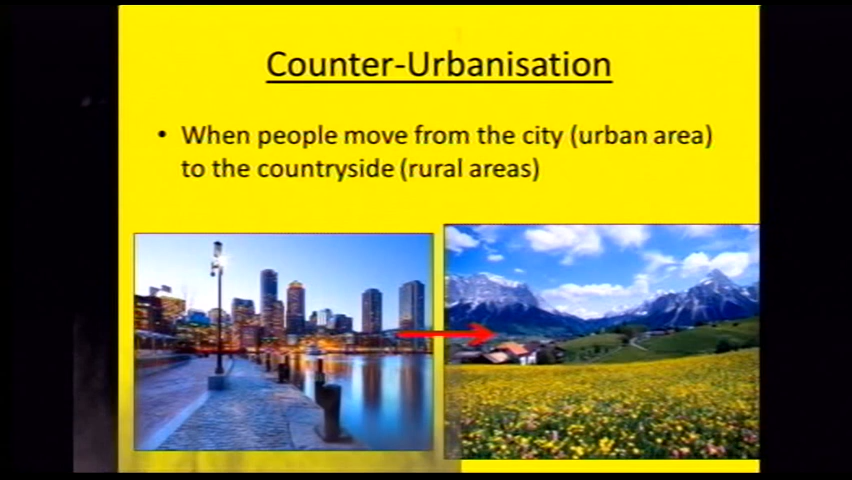 Counter-Urbanisation
• When people move from the city (urban area)
to the countryside (rural areas)